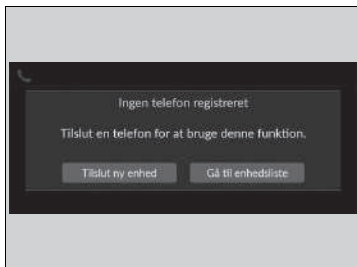 Ingen telefon registreret
Tilslut en telefon for at bruge denne funktion.
Tilslut ny enhed
Gå til enhedsliste